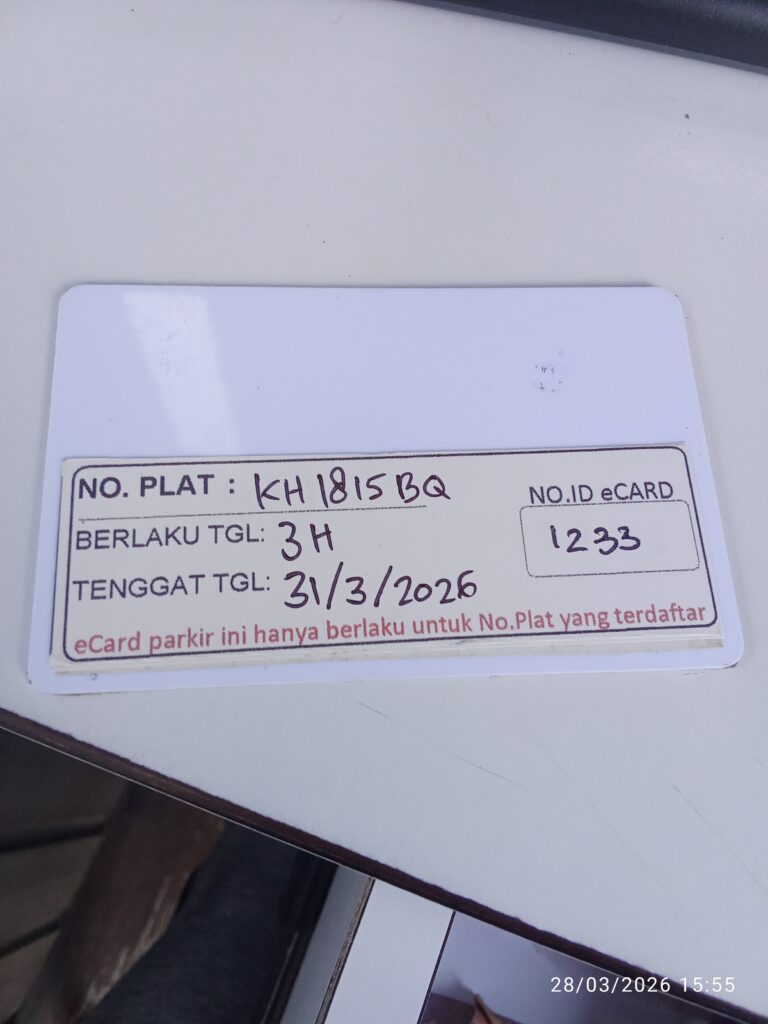 NO. PLAT : KH 1815 BQ
NO.ID eCARD
1233
BERLAKU TGL: 3H
TENGGAT TGL: 31/3/2026
eCard parkir ini hanya berlaku untuk No.Plat yang terdaftar
28/03/2026 15:55